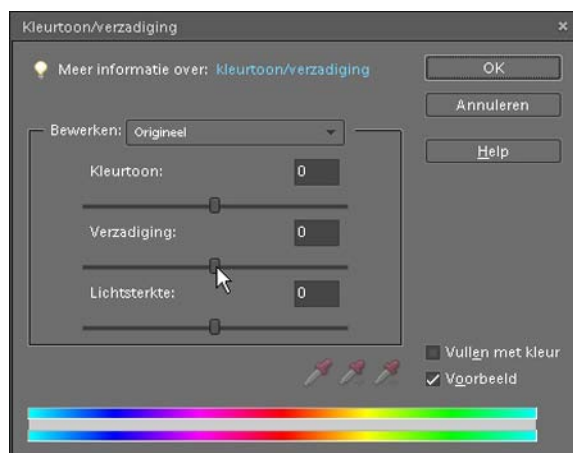 Kleurtoon/verzadiging
Meer informatie over: kleurtoon/verzadiging
OK
Annuleren
Help
Bewerken: Origineel
Kleurtoon: 0
Verzadiging: 0
Lichtsterkte: 0
Vullen met kleur
Voorbeeld